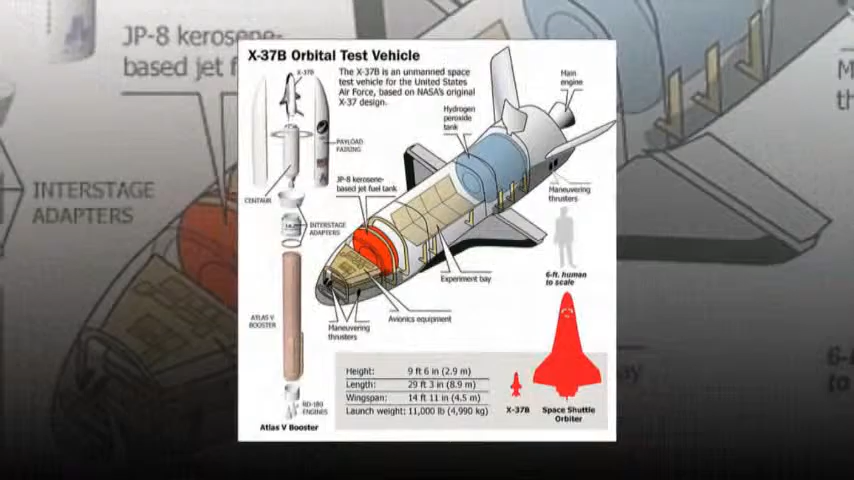 X-37B Orbital Test Vehicle
The X-37B is an unmanned space
test vehicle for the United States
Air Force, based on NASA's original
X-37 design.
X-37B
PAYLOAD
FAIRING
CENTAUR
INTERSTAGE
ADAPTERS
ATLAS V
BOOSTER
RD-180
ENGINES
Atlas V Booster
Main
engine
Hydrogen
peroxide
tank
JP-8 kerosene-
based jet fuel tank
Maneuvering
thrusters
6-ft. human
to scale
Experiment bay
Avionics equipment
Maneuvering
thrusters
Height: 9 ft 6 in (2.9 m)
Length: 29 ft 3 in (8.9 m)
Wingspan: 14 ft 11 in (4.5 m)
Launch weight: 11,000 lb (4,990 kg)
X-37B
Space Shuttle
Orbiter
JP-8 kerosene-
based jet f
INTERSTAGE
ADAPTERS
M
th
6-
to
ay